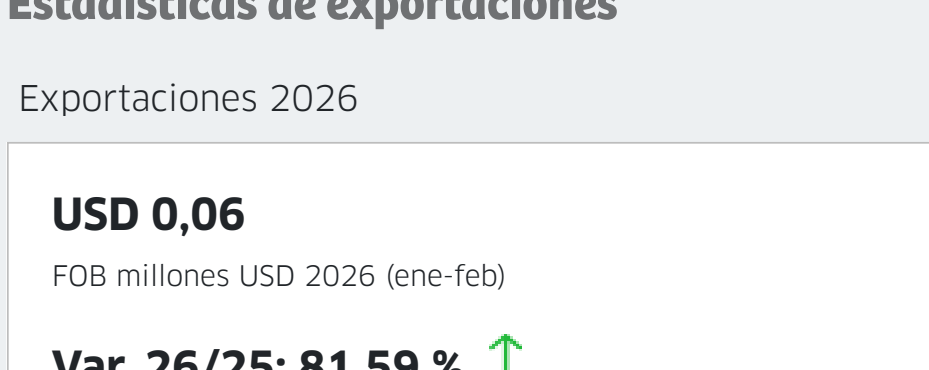 Estadísticas de exportaciones
Exportaciones 2026
USD 0,06
FOB millones USD 2026 (ene-feb)
Var. 26/25: 81,59 %